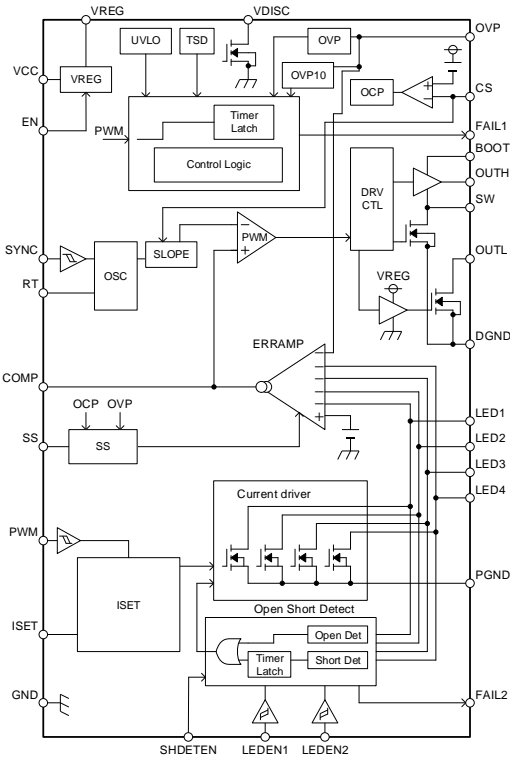 VREG
VDISC
OVP
UVLO
TSD
OVP
VCC
VREG
OVP10
OCP
CS
EN
PWM
Timer
Latch
FAIL1
Control Logic
BOOT
DRV
CTL
OUTH
SW
SYNC
OSC
SLOPE
PWM
OUTL
RT
VREG
ERRAMP
DGND
COMP
OCP OVP
LED1
SS
SS
LED2
LED3
LED4
Current driver
PWM
ISET
PGND
Open Short Detect
ISET
Open Det
Timer
Latch
Short Det
GND
FAIL2
SHDETEN
LEDEN1
LEDEN2